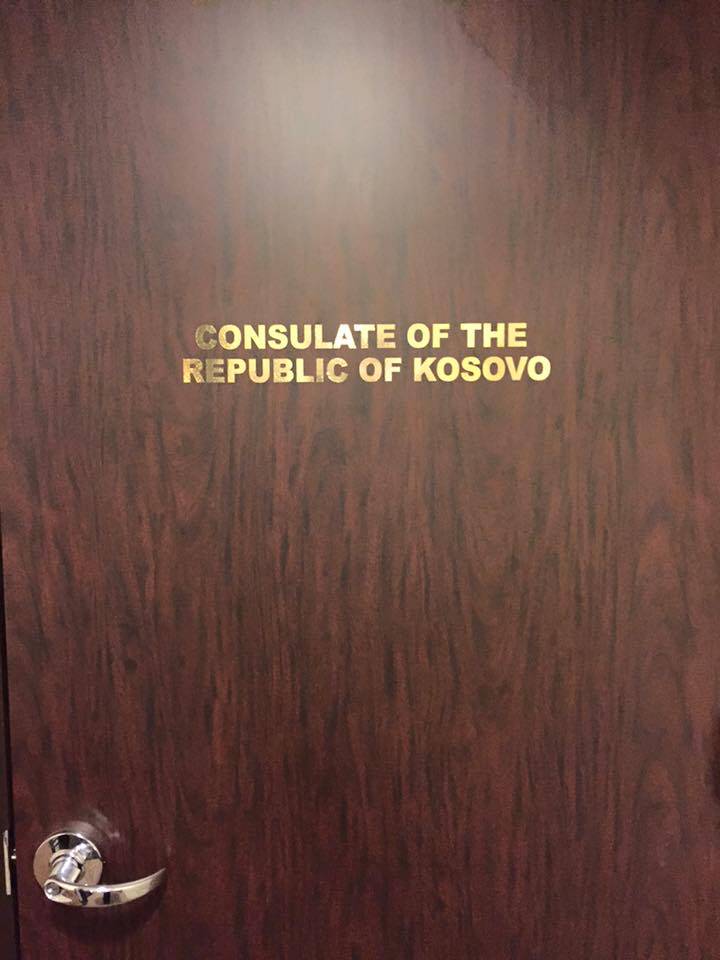 CONSULATE OF THE
REPUBLIC OF KOSOVO